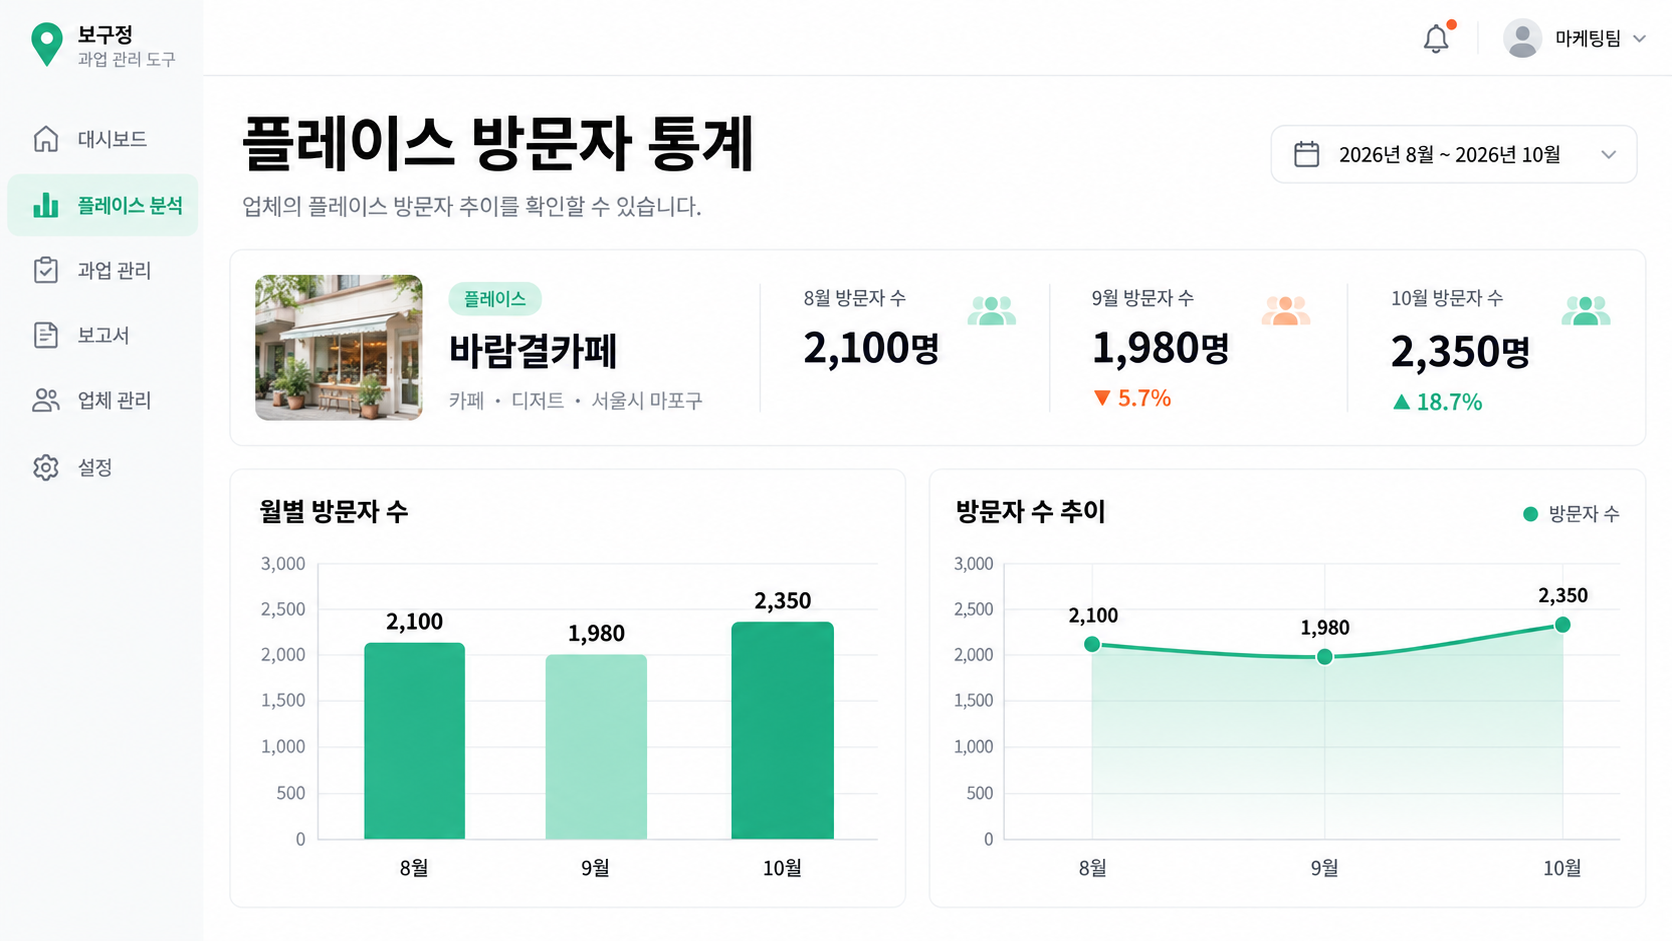 보구정
과업 관리 도구
마케팅팀
대시보드
플레이스 분석
과업 관리
보고서
업체 관리
설정
플레이스 방문자 통계
업체의 플레이스 방문자 추이를 확인할 수 있습니다.
2026년 8월 ~ 2026년 10월
플레이스
바람결카페
카페 • 디저트 • 서울시 마포구
8월 방문자 수
2,100명
9월 방문자 수
1,980명
▼ 5.7%
10월 방문자 수
2,350명
▲ 18.7%
월별 방문자 수
3,000
2,500
2,000
1,500
1,000
500
0
2,100
1,980
2,350
8월
9월
10월
방문자 수 추이
방문자 수
3,000
2,500
2,000
1,500
1,000
500
0
2,100
1,980
2,350
8월
9월
10월